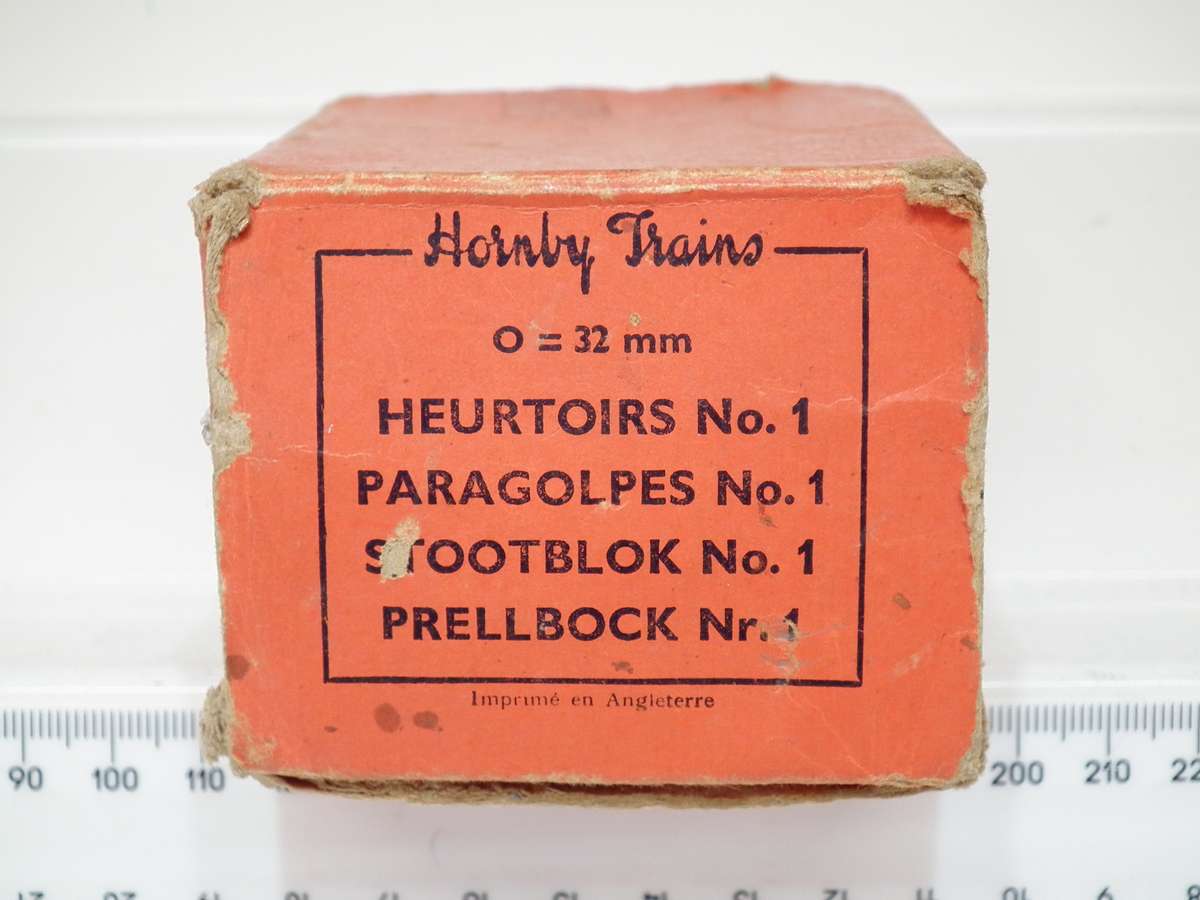 Hornby Trains
O = 32 mm
HEURTOIRS No. 1
PARAGOLPES No. 1
STOOTBLOK No. 1
PRELLBOCK Nr. 1
Imprimé en Angleterre
90 100 110 200 210